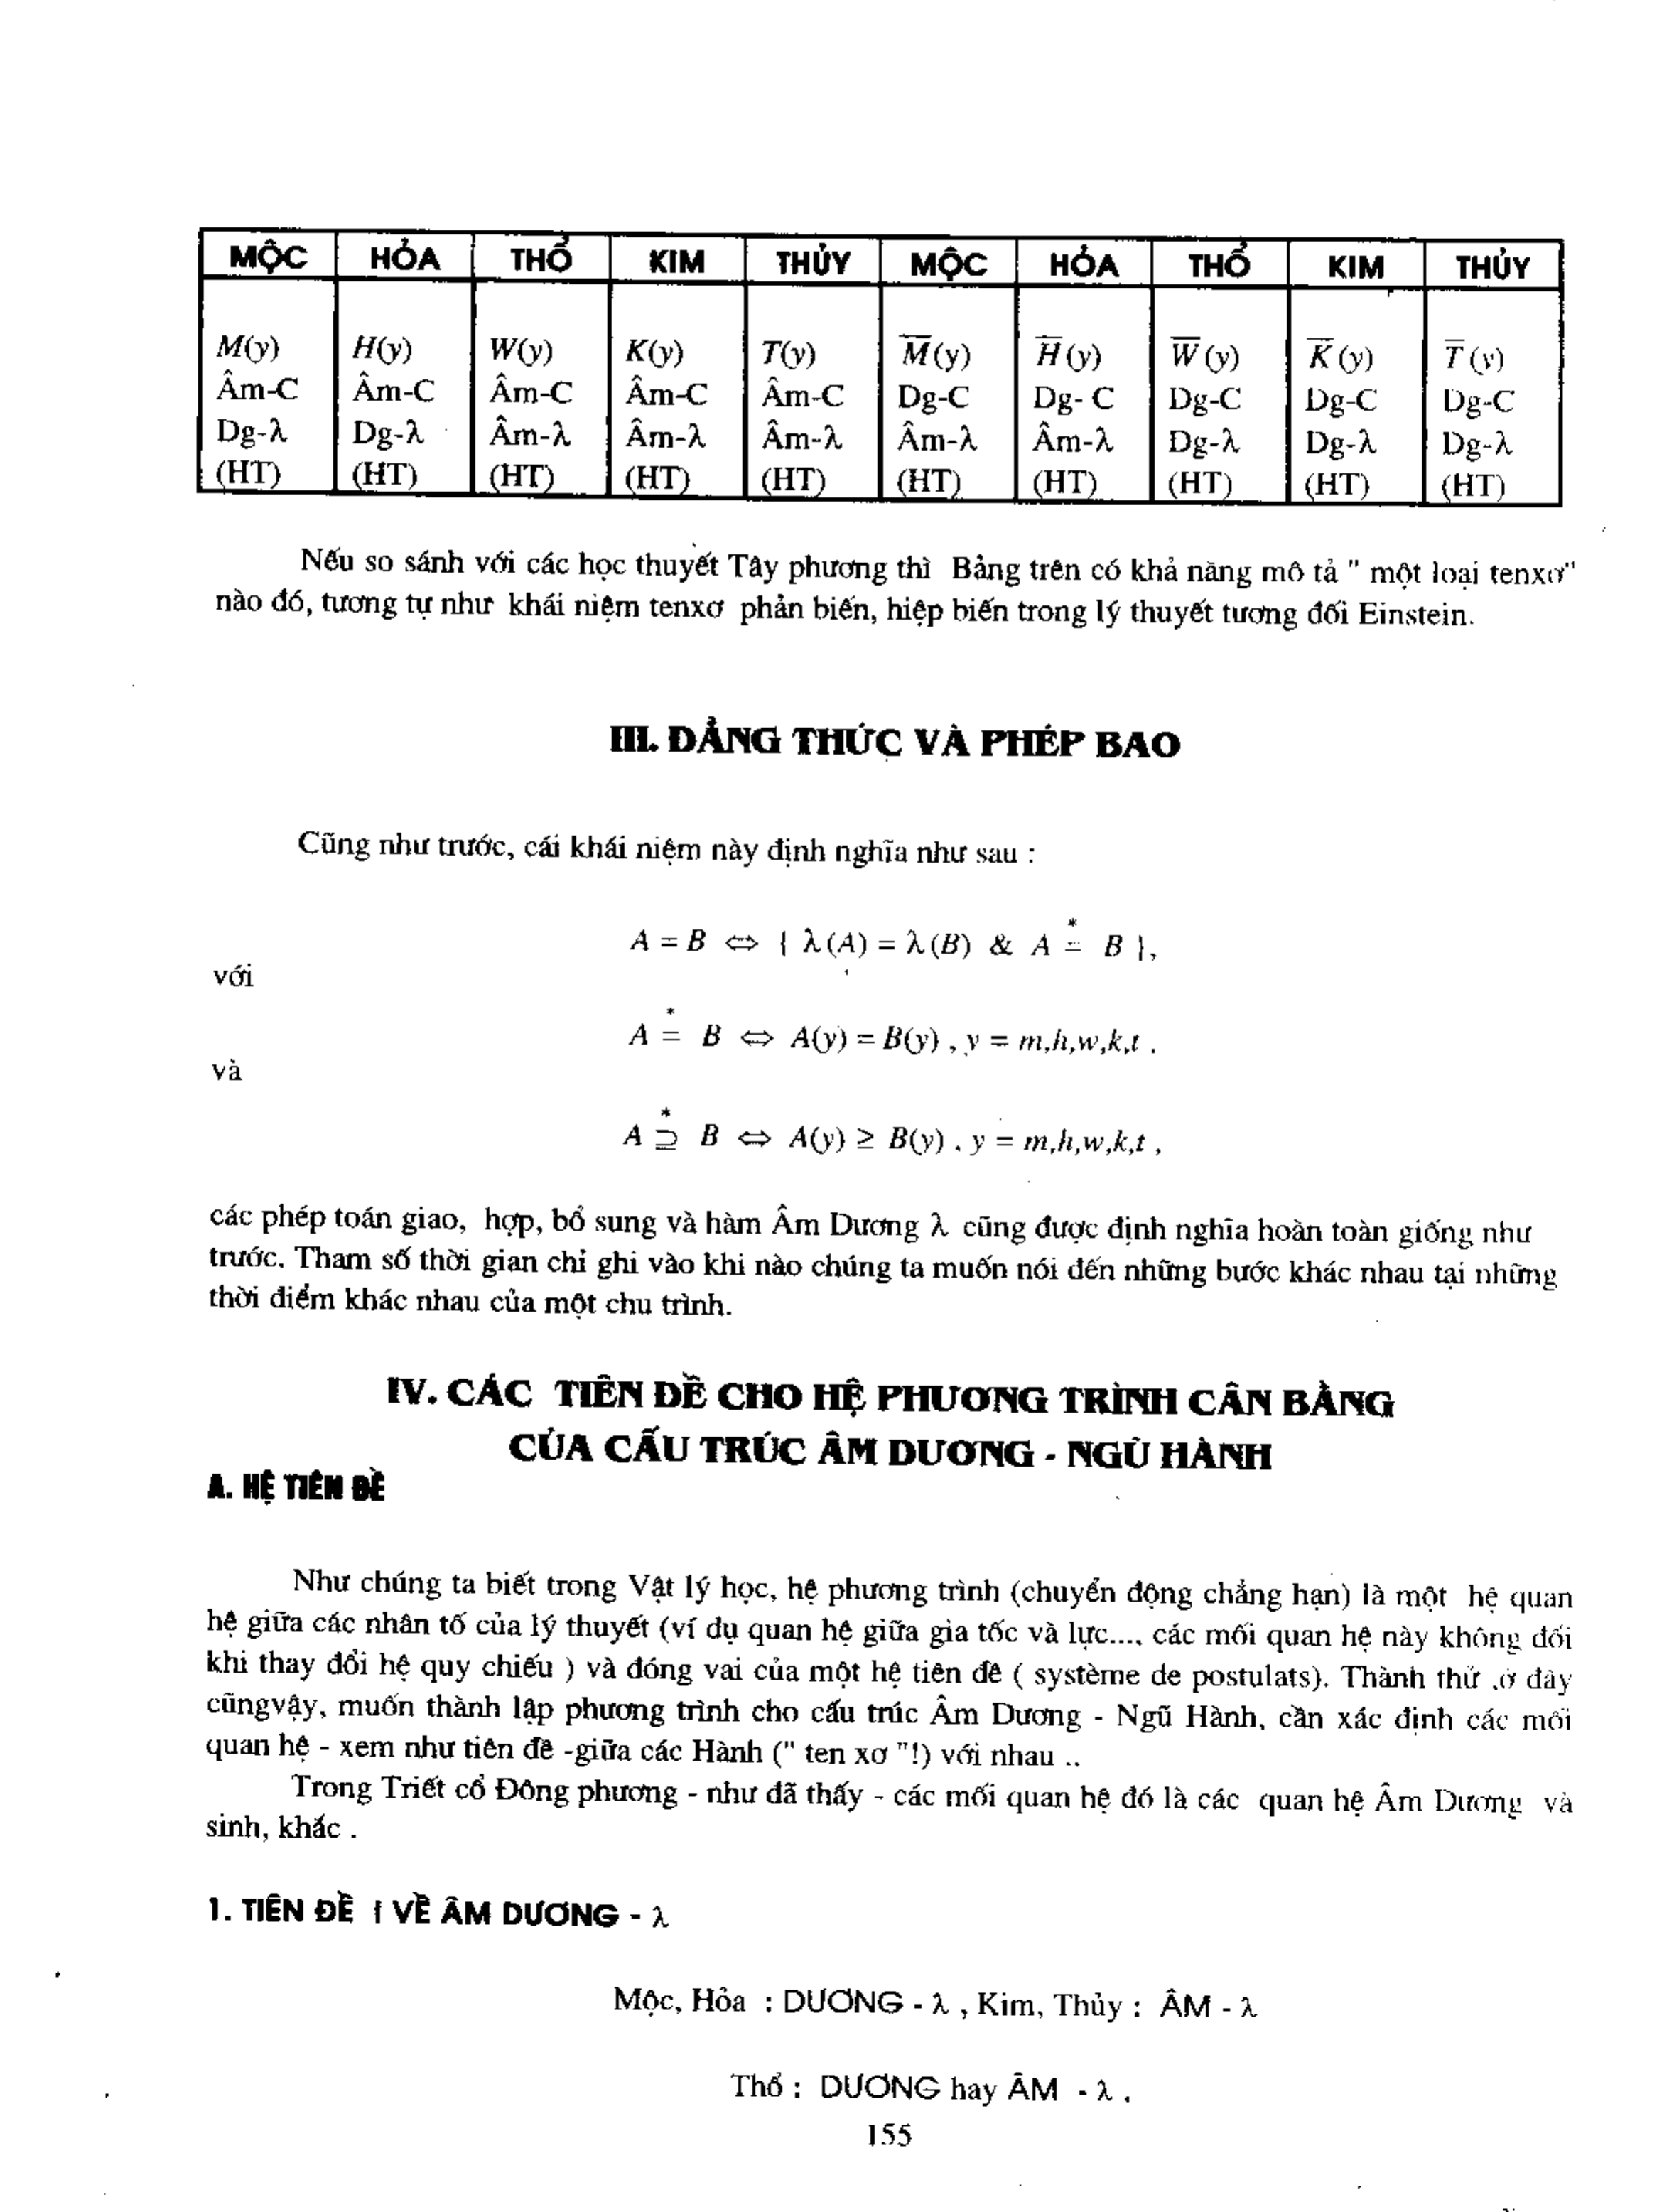 MỘC HỎA THỔ KIM THỦY MỘC HỎA THỔ KIM THỦY
M(y) H(y) W(y) K(y) T(y) M̅(y) H̅(y) W̅(y) K̅(y) T̅(y)
Âm-C Âm-C Âm-C Âm-C Âm-C Dg-C Dg- C Dg-C Dg-C Dg-C
Dg-λ Dg-λ Âm-λ Âm-λ Âm-λ Âm-λ Âm-λ Dg-λ Dg-λ Dg-λ
(HT) (HT) (HT) (HT) (HT) (HT) (HT) (HT) (HT) (HT)
Nếu so sánh với các học thuyết Tây phương thì Bảng trên có khả năng mô tả " một loại tenxơ"
nào đó, tương tự như khái niệm tenxơ phản biến, hiệp biến trong lý thuyết tương đối Einstein.
III. ĐẲNG THỨC VÀ PHÉP BAO
Cũng như trước, cái khái niệm này định nghĩa như sau :
A = B ⇔ { λ(A) = λ(B) & A =* B },
với
A =* B ⇔ A(y) = B(y) , y = m,h,w,k,t .
và
A ⊇* B ⇔ A(y) ≥ B(y) . y = m,h,w,k,t ,
các phép toán giao, hợp, bổ sung và hàm Âm Dương λ cũng được định nghĩa hoàn toàn giống như
trước. Tham số thời gian chỉ ghi vào khi nào chúng ta muốn nói đến những bước khác nhau tại những
thời điểm khác nhau của một chu trình.
IV. CÁC TIÊN ĐỀ CHO HỆ PHƯƠNG TRÌNH CÂN BẰNG
CỦA CẤU TRÚC ÂM DƯƠNG - NGŨ HÀNH
A. HỆ TIÊN ĐỀ
Như chúng ta biết trong Vật lý học, hệ phương trình (chuyển động chẳng hạn) là một hệ quan
hệ giữa các nhân tố của lý thuyết (ví dụ quan hệ giữa gia tốc và lực..., các mối quan hệ này không đổi
khi thay đổi hệ quy chiếu ) và đóng vai của một hệ tiên đề ( système de postulats). Thành thử .ở đây
cũngvậy, muốn thành lập phương trình cho cấu trúc Âm Dương - Ngũ Hành, cần xác định các mối
quan hệ - xem như tiên đề -giữa các Hành (" ten xơ "!) với nhau ..
Trong Triết cổ Đông phương - như đã thấy - các mối quan hệ đó là các quan hệ Âm Dương và
sinh, khắc .
1. TIÊN ĐỀ I VỀ ÂM DƯƠNG - λ
Mộc, Hỏa : DƯƠNG - λ , Kim, Thủy : ÂM - λ
Thổ : DƯƠNG hay ÂM - λ .
155